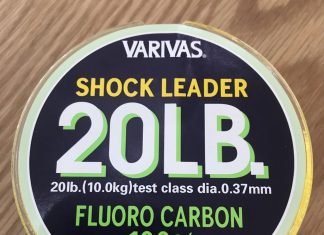 VARIVAS®
SHOCK LEADER
20LB.
20lb.(10.0kg)test class dia.0.37mm
FLUORO CARBON